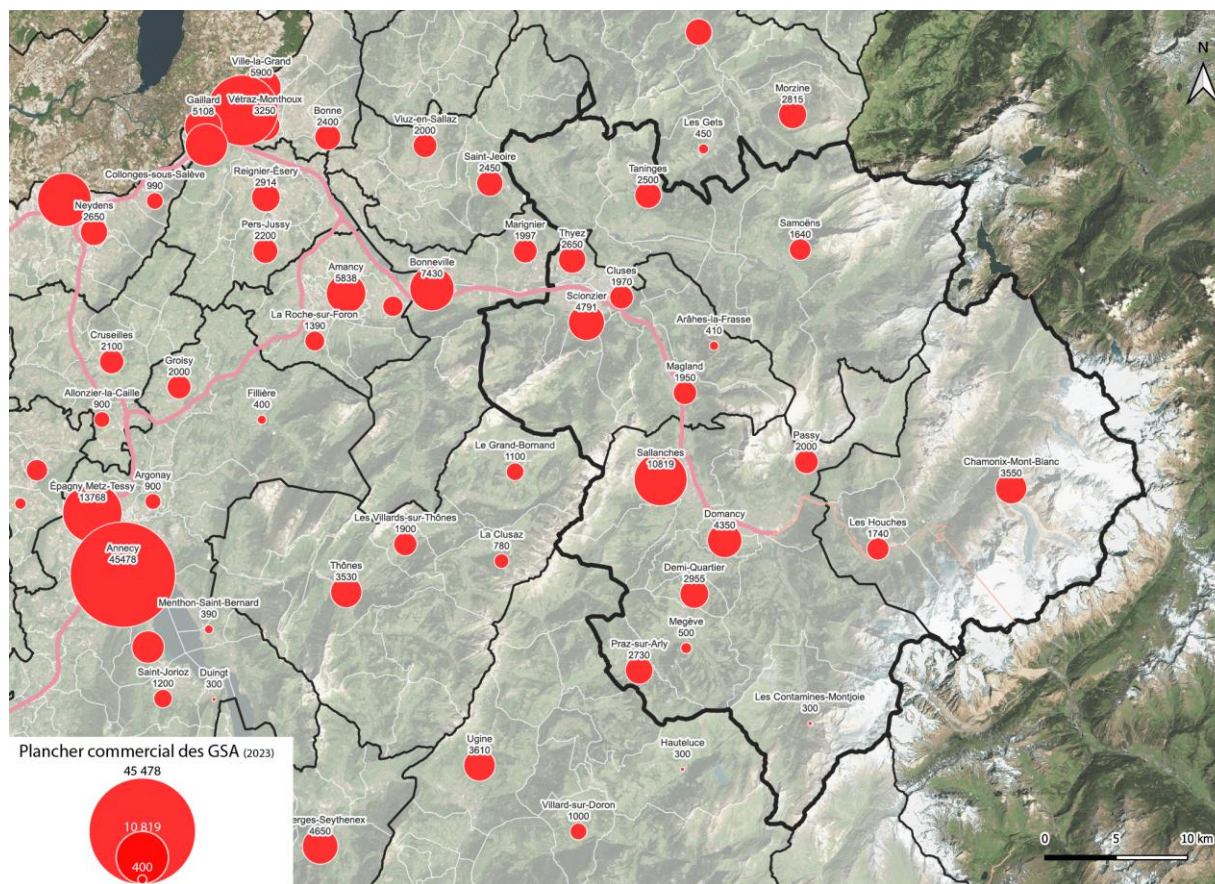 N
Ville-la-Grand
5900
Gaillard
5108
Vétraz-Monthoux
3250
Bonne
2400
Viuz-en-Sallaz
2000
Morzine
2815
Les Gets
450
Saint-Jeoire
2450
Taninges
2500
Collonges-sous-Salève
990
Reignier-Ésery
2914
Neydens
2650
Pers-Jussy
2200
Marignier
1997
Thyez
2650
Samoëns
1640
Amancy
5838
Bonneville
7430
Cluses
1970
Scionzier
4791
La Roche-sur-Foron
1390
Arâhes-la-Frasse
410
Cruseilles
2100
Groisy
2000
Magland
1950
Allonzier-la-Caille
900
Fillière
400
Le Grand-Bornand
1100
Sallanches
10819
Passy
2000
Chamonix-Mont-Blanc
3550
Épagny Metz-Tessy
13768
Argonay
900
Les Villards-sur-Thônes
1900
La Clusaz
780
Domancy
4350
Les Houches
1740
Annecy
45478
Thônes
3530
Demi-Quartier
2955
Menthon-Saint-Bernard
390
Megève
500
Praz-sur-Arly
2730
Saint-Jorioz
1200
Duingt
300
Les Contamines-Montjoie
300
Ugine
3610
Hauteluce
300
Villard-sur-Doron
1000
erges-Seythenex
4650
Plancher commercial des GSA (2023)
45 478
10 819
400
0 5 10 km